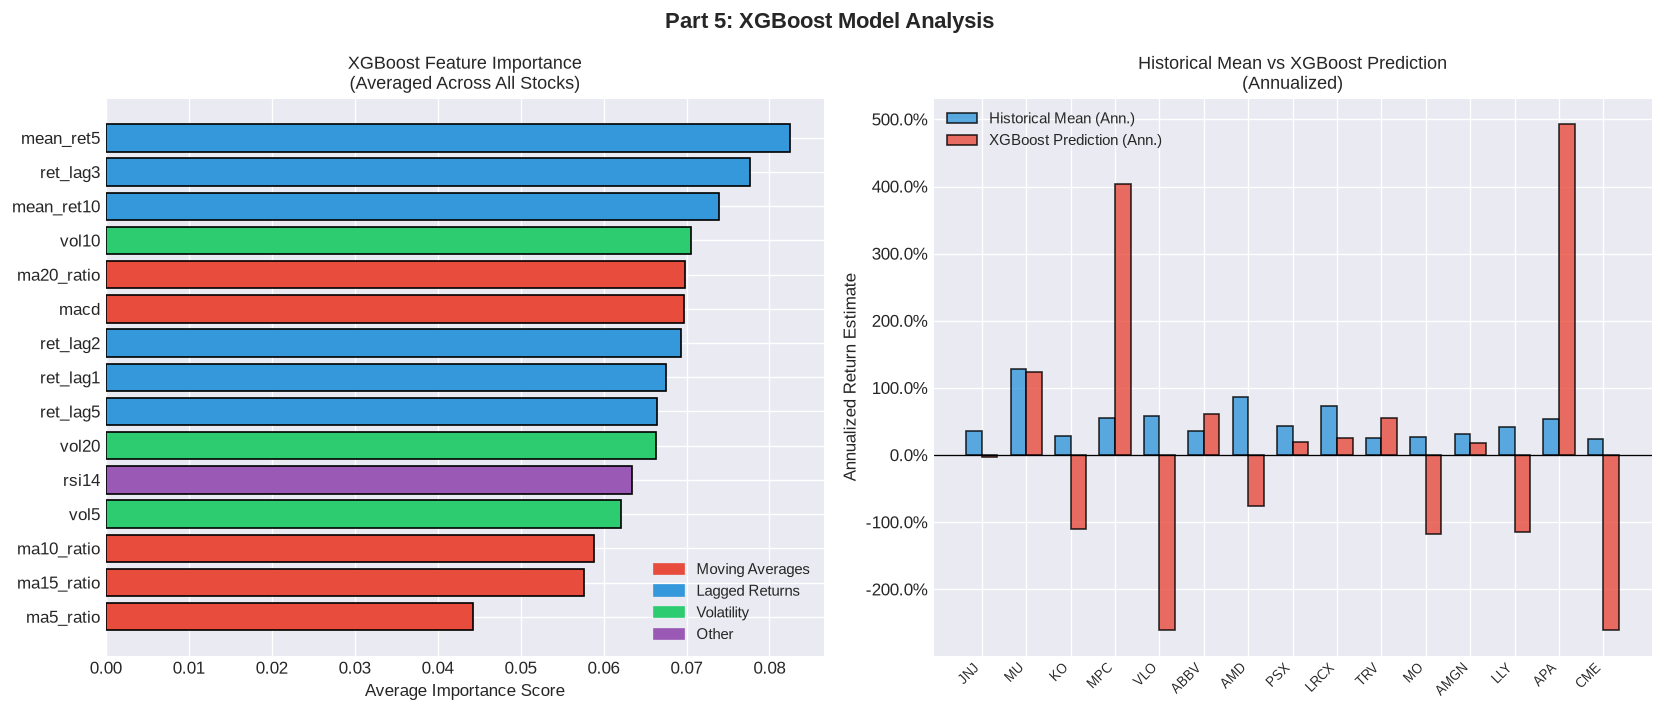 Part 5: XGBoost Model Analysis
XGBoost Feature Importance
(Averaged Across All Stocks)
mean_ret5
ret_lag3
mean_ret10
vol10
ma20_ratio
macd
ret_lag2
ret_lag1
ret_lag5
vol20
rsi14
vol5
ma10_ratio
ma15_ratio
ma5_ratio
Moving Averages
Lagged Returns
Volatility
Other
0.00 0.01 0.02 0.03 0.04 0.05 0.06 0.07 0.08
Average Importance Score
Historical Mean vs XGBoost Prediction
(Annualized)
Historical Mean (Ann.)
XGBoost Prediction (Ann.)
Annualized Return Estimate
500.0%
400.0%
300.0%
200.0%
100.0%
0.0%
-100.0%
-200.0%
JNJ MU KO MPC VLO ABBV AMD PSX LRCX TRV MO AMGN LLY APA CME